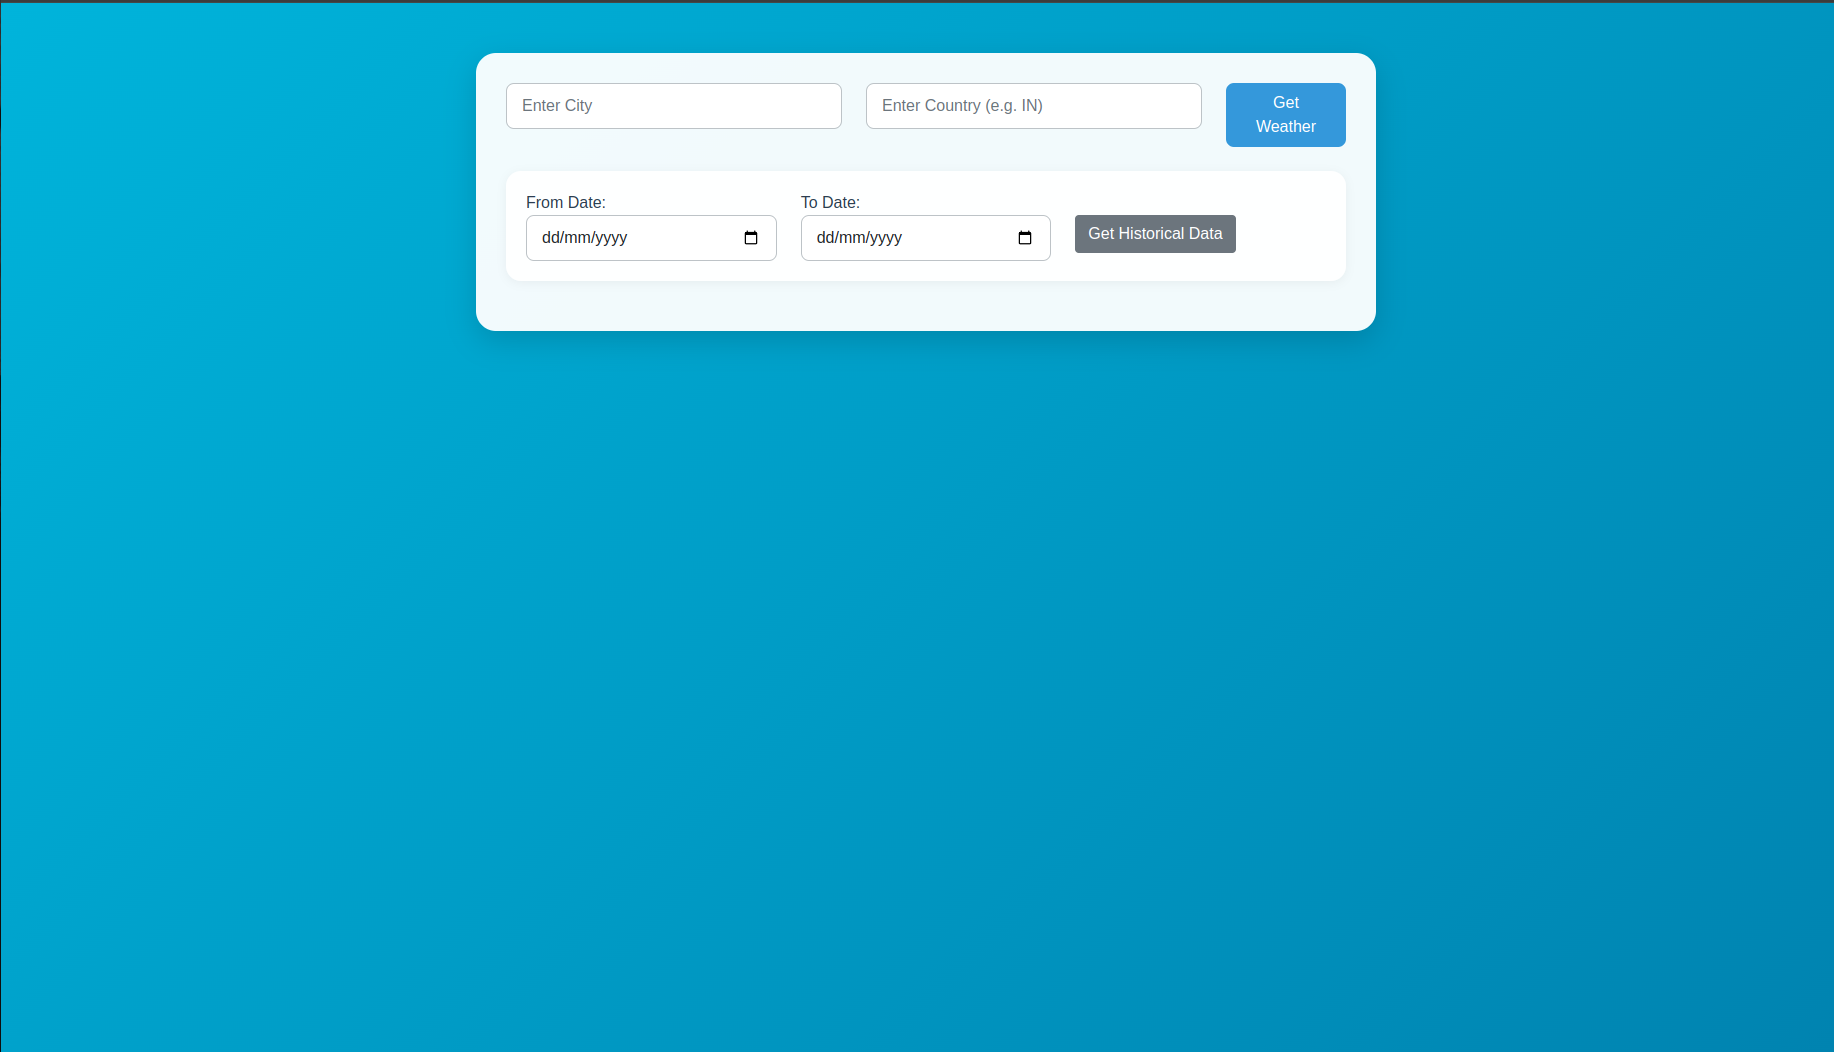 Enter City
Enter Country (e.g. IN)
Get
Weather
From Date:
To Date:
dd/mm/yyyy
dd/mm/yyyy
Get Historical Data